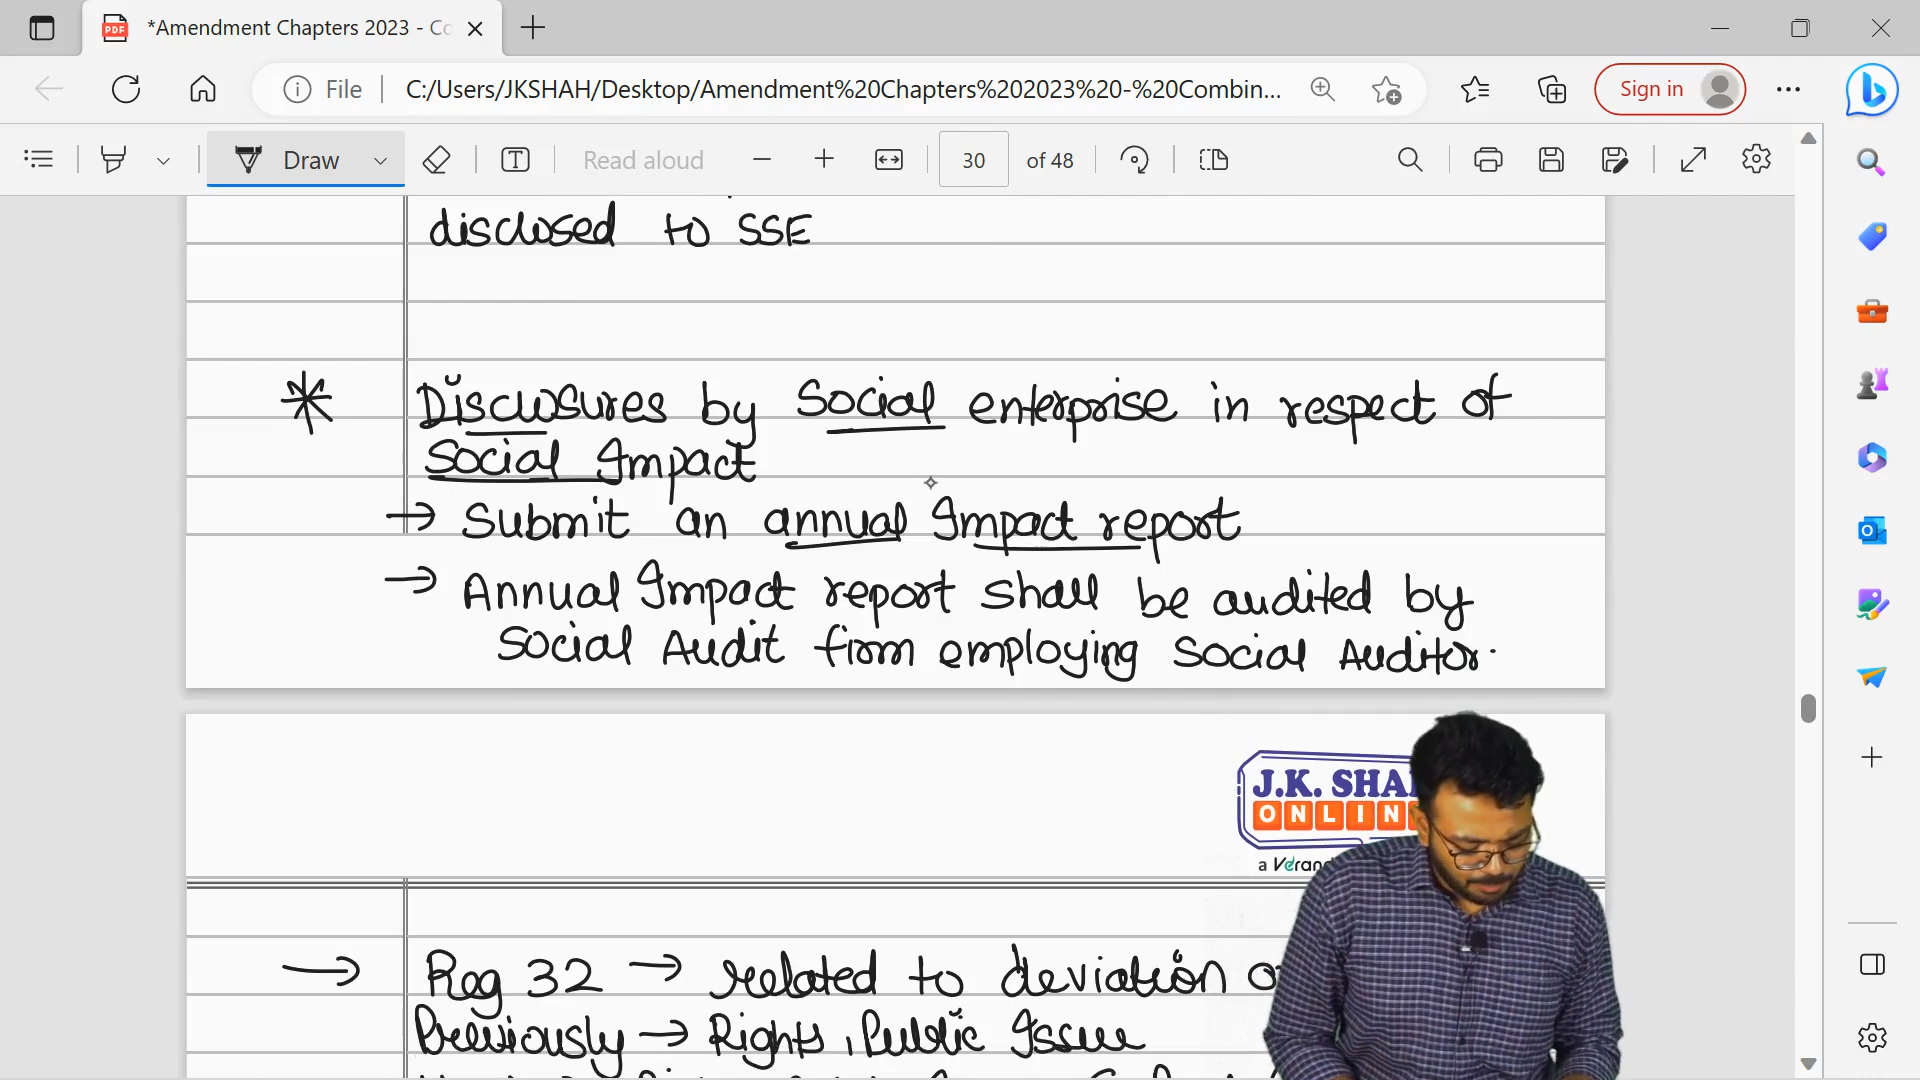 *Amendment Chapters 2023 - Co
File
C:/Users/JKSHAH/Desktop/Amendment%20Chapters%202023%20-%20Combin...
Sign in
Draw
Read aloud
30
of 48
disclosed to SSE
* Disclosures by Social enterprise in respect of
Social Impact
→ Submit an annual Impact report
→ Annual Impact report shall be audited by
Social Audit firm employing Social Auditor.
J.K. SHAH
ONLIN
a Verand
→ Reg 32 → related to deviation
Previously → Rights, Public Issue